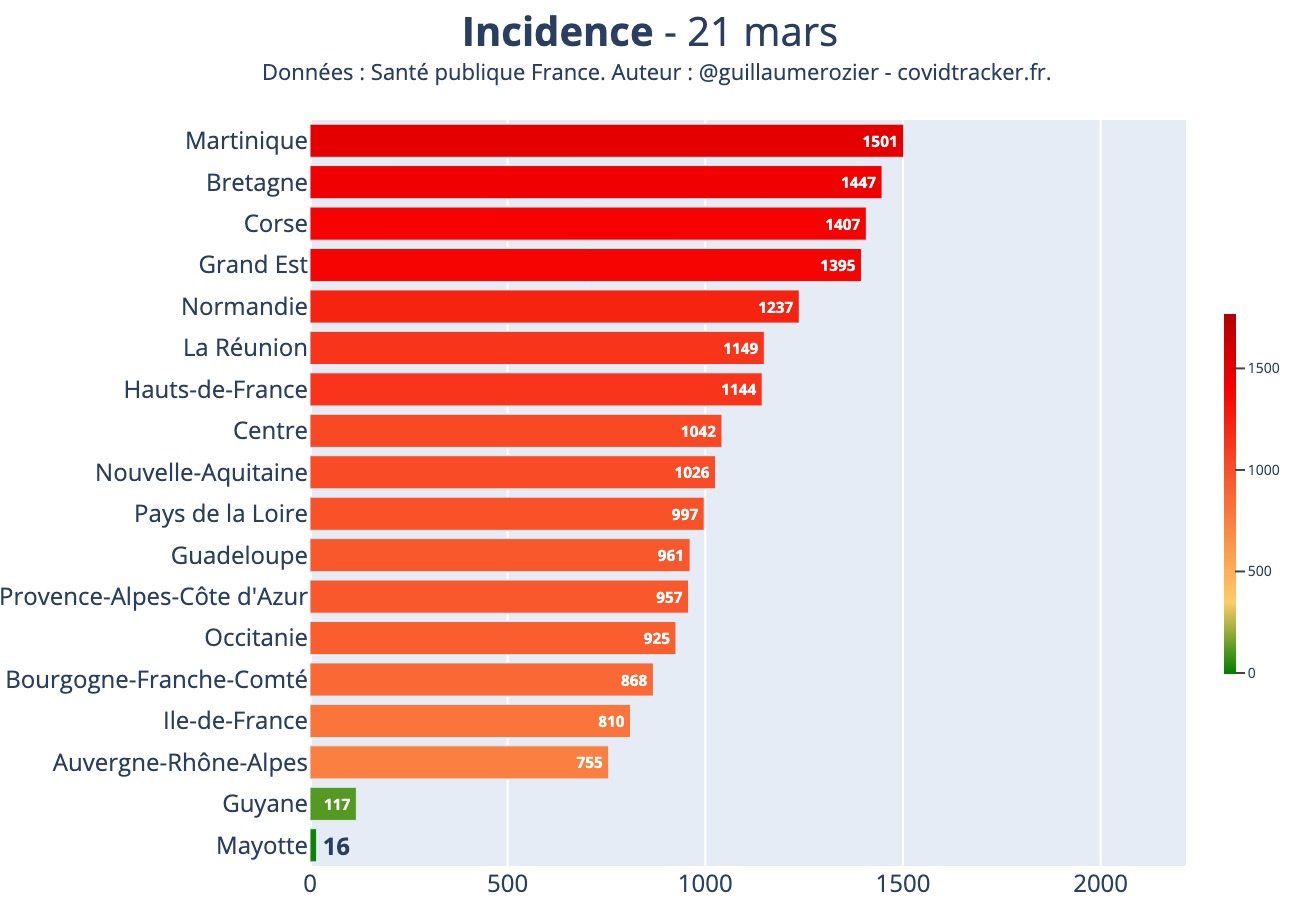 Incidence - 21 mars
Données : Santé publique France. Auteur : @guillaumerozier - covidtracker.fr.
Martinique 1501
Bretagne 1447
Corse 1407
Grand Est 1395
Normandie 1237
La Réunion 1149
Hauts-de-France 1144
Centre 1042
Nouvelle-Aquitaine 1026
Pays de la Loire 997
Guadeloupe 961
Provence-Alpes-Côte d'Azur 957
Occitanie 925
Bourgogne-Franche-Comté 868
Ile-de-France 810
Auvergne-Rhône-Alpes 755
Guyane 117
Mayotte 16
0 500 1000 1500 2000
1500
1000
500
0